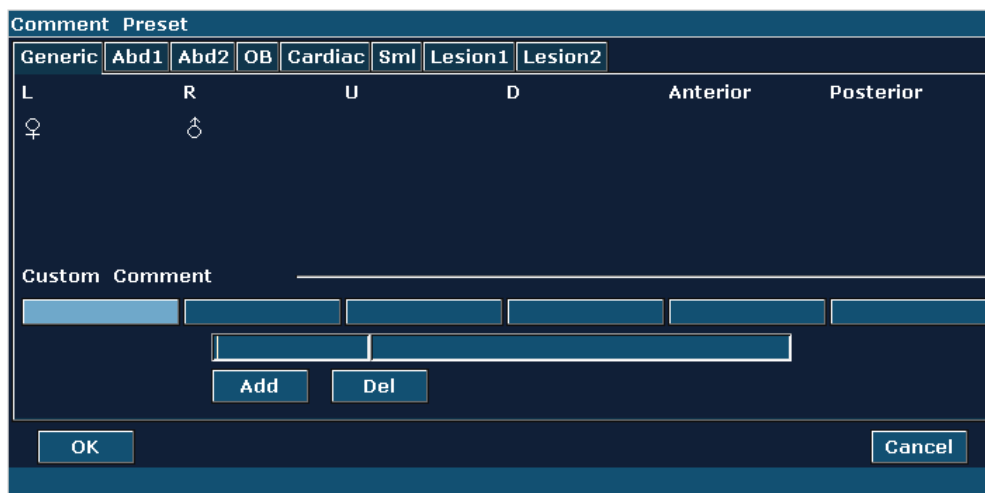 Comment Preset
Generic Abd1 Abd2 OB Cardiac Sml Lesion1 Lesion2
L R U D Anterior Posterior
♀ ♂
Custom Comment
Add Del
OK Cancel